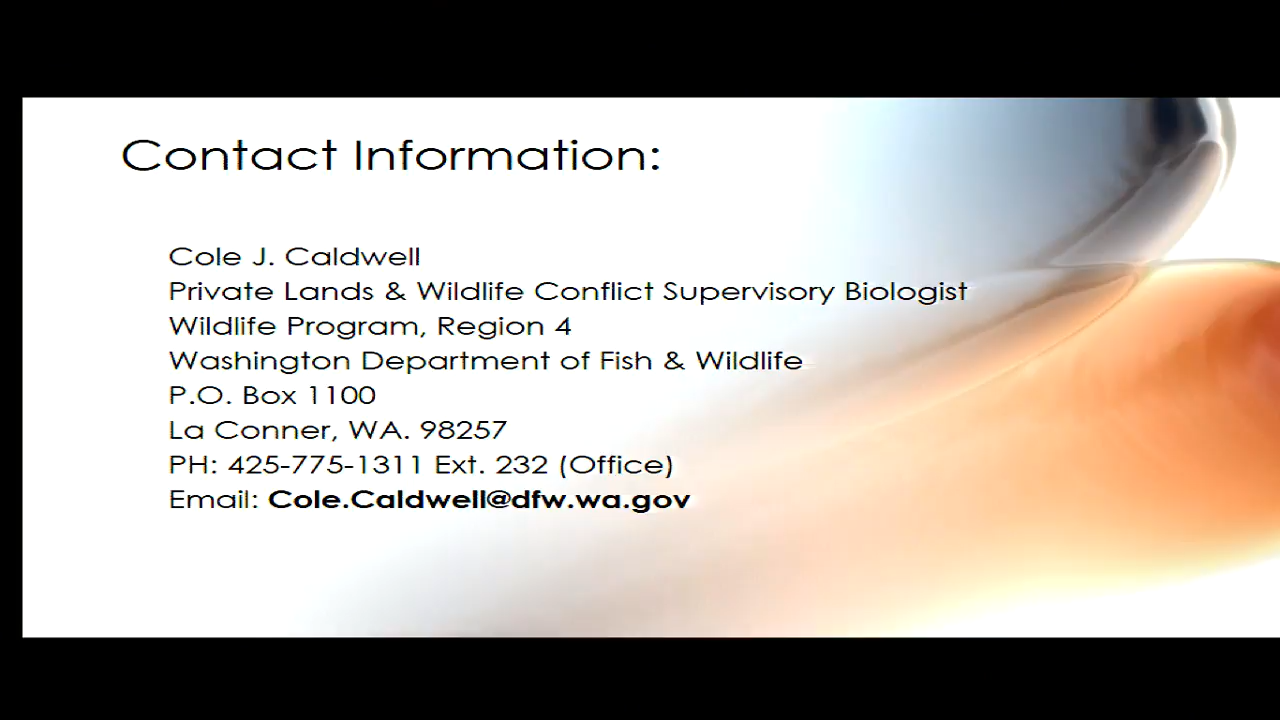 Contact Information:
Cole J. Caldwell
Private Lands & Wildlife Conflict Supervisory Biologist
Wildlife Program, Region 4
Washington Department of Fish & Wildlife
P.O. Box 1100
La Conner, WA. 98257
PH: 425-775-1311 Ext. 232 (Office)
Email: Cole.Caldwell@dfw.wa.gov